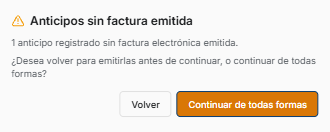 Anticipos sin factura emitida
1 anticipo registrado sin factura electrónica emitida.
¿Desea volver para emitirlas antes de continuar, o continuar de todas
formas?
Volver
Continuar de todas formas